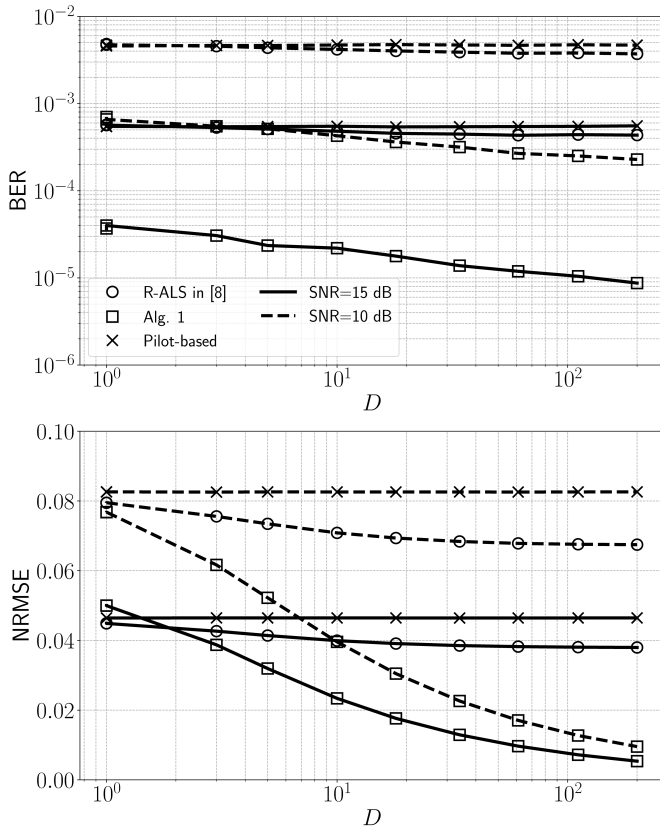 10⁻²
10⁻³
BER
10⁻⁴
10⁻⁵
R-ALS in [8]
SNR=15 dB
Alg. 1
SNR=10 dB
Pilot-based
10⁻⁶
10⁰ 10¹ 10²
D
0.10
0.08
0.06
NRMSE
0.04
0.02
0.00
10⁰ 10¹ 10²
D